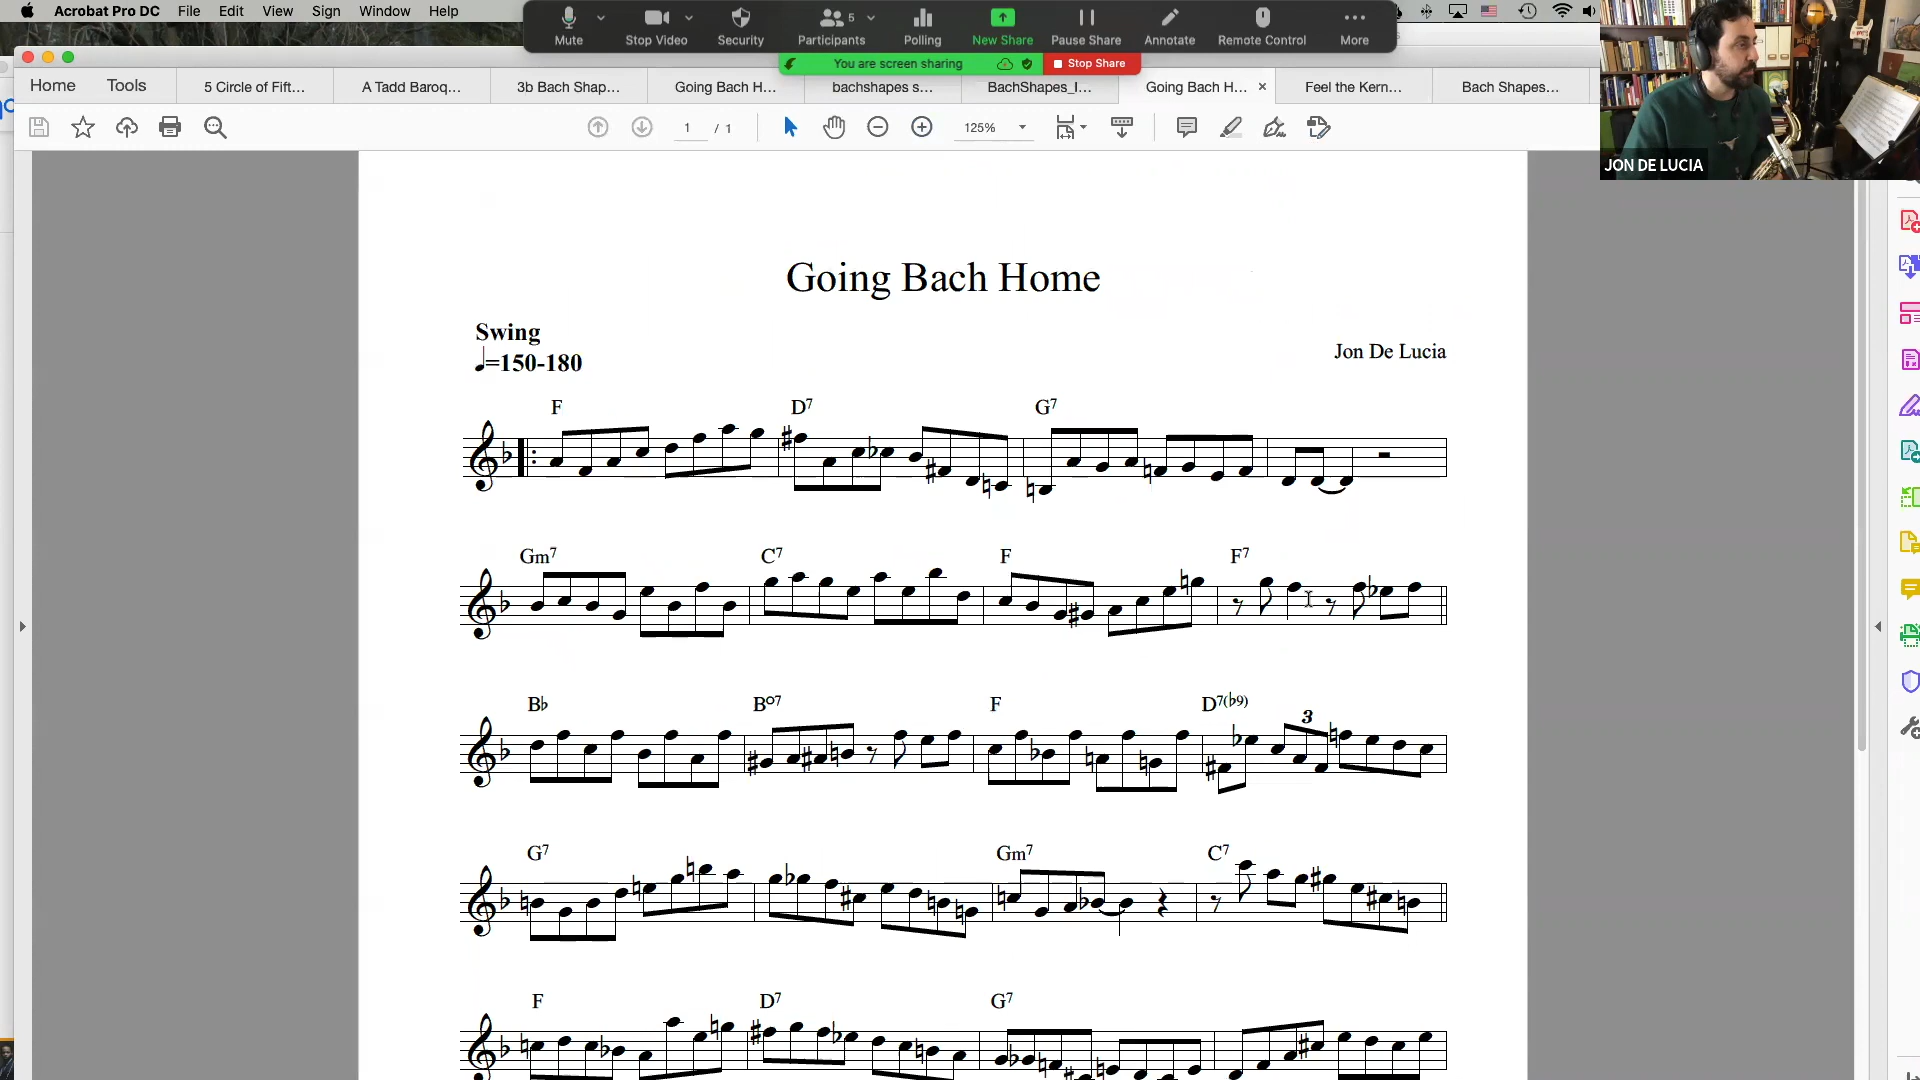 Acrobat Pro DC File Edit View Sign Window Help
Mute Stop Video Security Participants 5 Polling New Share Pause Share Annotate Remote Control More
You are screen sharing Stop Share
Home Tools 5 Circle of Fift... A Tadd Baroq... 3b Bach Shap... Going Bach H... bachshapes s... BachShapes_I... Going Bach H... Feel the Kern... Bach Shapes...
1 / 1 125%
JON DE LUCIA
Going Bach Home
Swing
♩=150-180
Jon De Lucia
F D7 G7
Gm7 C7 F F7
B♭ B°7 F D7(♭9)
3
G7 Gm7 C7
F D7 G7